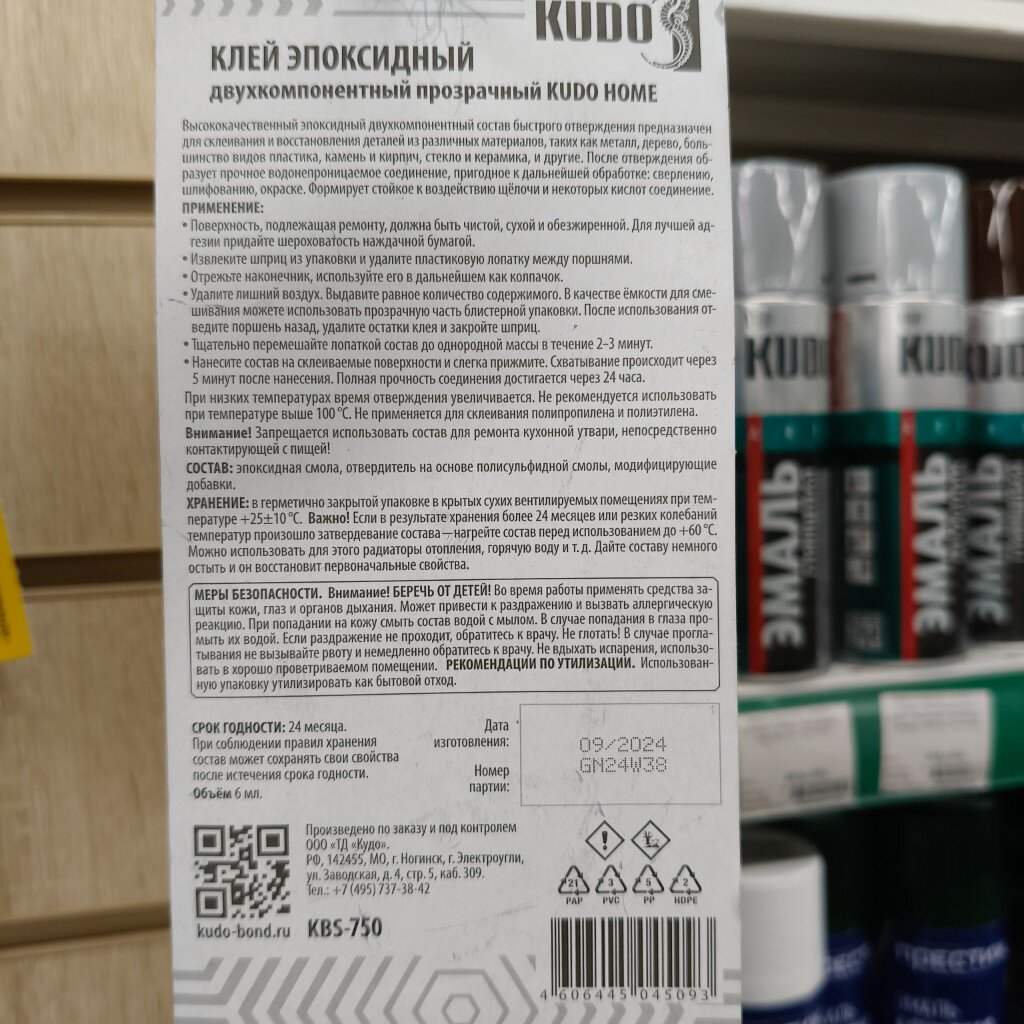 KUDO
КЛЕЙ ЭПОКСИДНЫЙ
двухкомпонентный прозрачный KUDO HOME
Высококачественный эпоксидный двухкомпонентный состав быстрого отверждения предназначен
для склеивания и восстановления деталей из различных материалов, таких как металл, дерево, боль-
шинство видов пластика, камень и кирпич, стекло и керамика, и другие. После отверждения об-
разует прочное водонепроницаемое соединение, пригодное к дальнейшей обработке: сверлению,
шлифованию, окраске. Формирует стойкое к воздействию щёлочи и некоторых кислот соединение.
ПРИМЕНЕНИЕ:
• Поверхность, подлежащая ремонту, должна быть чистой, сухой и обезжиренной. Для лучшей ад-
гезии придайте шероховатость наждачной бумагой.
• Извлеките шприц из упаковки и удалите пластиковую лопатку между поршнями.
• Отрежьте наконечник, используйте его в дальнейшем как колпачок.
• Удалите лишний воздух. Выдавите равное количество содержимого. В качестве ёмкости для сме-
шивания можете использовать прозрачную часть блистерной упаковки. После использования от-
ведите поршень назад, удалите остатки клея и закройте шприц.
• Тщательно перемешайте лопаткой состав до однородной массы в течение 2–3 минут.
• Нанесите состав на склеиваемые поверхности и слегка прижмите. Схватывание происходит через
5 минут после нанесения. Полная прочность соединения достигается через 24 часа.
При низких температурах время отверждения увеличивается. Не рекомендуется использовать
при температуре выше 100 °C. Не применяется для склеивания полипропилена и полиэтилена.
Внимание! Запрещается использовать состав для ремонта кухонной утвари, непосредственно
контактирующей с пищей!
СОСТАВ: эпоксидная смола, отвердитель на основе полисульфидной смолы, модифицирующие
добавки.
ХРАНЕНИЕ: в герметично закрытой упаковке в крытых сухих вентилируемых помещениях при тем-
пературе +25±10 °C. Важно! Если в результате хранения более 24 месяцев или резких колебаний
температур произошло затвердевание состава—нагрейте состав перед использованием до +60 °C.
Можно использовать для этого радиаторы отопления, горячую воду и т. д. Дайте составу немного
остыть и он восстановит первоначальные свойства.
МЕРЫ БЕЗОПАСНОСТИ. Внимание! БЕРЕЧЬ ОТ ДЕТЕЙ! Во время работы применять средства за-
щиты кожи, глаз и органов дыхания. Может привести к раздражению и вызвать аллергическую
реакцию. При попадании на кожу смыть состав водой с мылом. В случае попадания в глаза про-
мыть их водой. Если раздражение не проходит, обратитесь к врачу. Не глотать! В случае прогла-
тывания не вызывайте рвоту и немедленно обратитесь к врачу. Не вдыхать испарения, использо-
вать в хорошо проветриваемом помещении. РЕКОМЕНДАЦИИ ПО УТИЛИЗАЦИИ. Использован-
ную упаковку утилизировать как бытовой отход.
СРОК ГОДНОСТИ: 24 месяца.
При соблюдении правил хранения
состав может сохранять свои свойства
после истечения срока годности.
Объём 6 мл.
Дата
изготовления:
Номер
партии:
09/2024
GN24W38
Произведено по заказу и под контролем
ООО «ТД «Кудо».
РФ, 142455, МО, г. Ногинск, г. Электроугли,
ул. Заводская, д. 4, стр. 5, каб. 309.
Тел.: +7 (495) 737-38-42
kudo-bond.ru KBS-750
21 3 5 2
PAP PVC PP HDPE
4 606445 045093
KUDO
KUDO
KUDO
ЭМАЛЬ
ЭМАЛЬ
ЭМАЛЬ